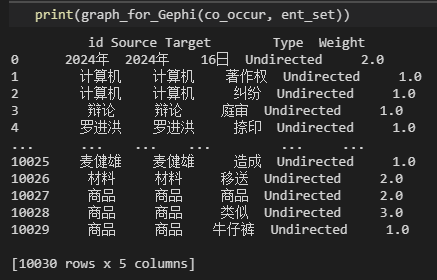 print(graph_for_Gephi(co_occur, ent_set))
id Source Target Type Weight
0 2024年 2024年 16日 Undirected 2.0
1 计算机 计算机 著作权 Undirected 1.0
2 计算机 计算机 纠纷 Undirected 1.0
3 辩论 辩论 庭审 Undirected 1.0
4 罗进洪 罗进洪 捺印 Undirected 1.0
... ... ... ... ... ...
10025 麦健雄 麦健雄 造成 Undirected 1.0
10026 材料 材料 移送 Undirected 2.0
10027 商品 商品 商品 Undirected 2.0
10028 商品 商品 类似 Undirected 3.0
10029 商品 商品 牛仔裤 Undirected 1.0
[10030 rows x 5 columns]